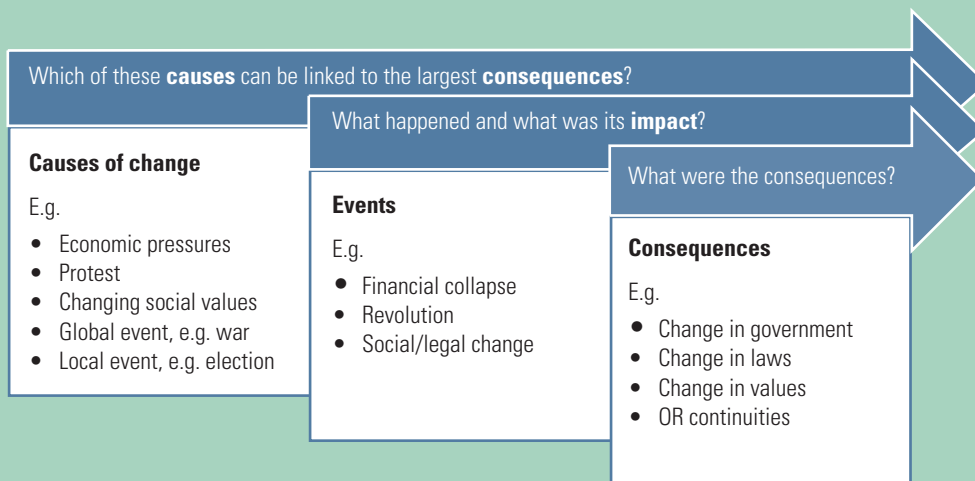 Which of these causes can be linked to the largest consequences?
What happened and what was its impact?
What were the consequences?
Causes of change
E.g.
• Economic pressures
• Protest
• Changing social values
• Global event, e.g. war
• Local event, e.g. election
Events
E.g.
• Financial collapse
• Revolution
• Social/legal change
Consequences
E.g.
• Change in government
• Change in laws
• Change in values
• OR continuities